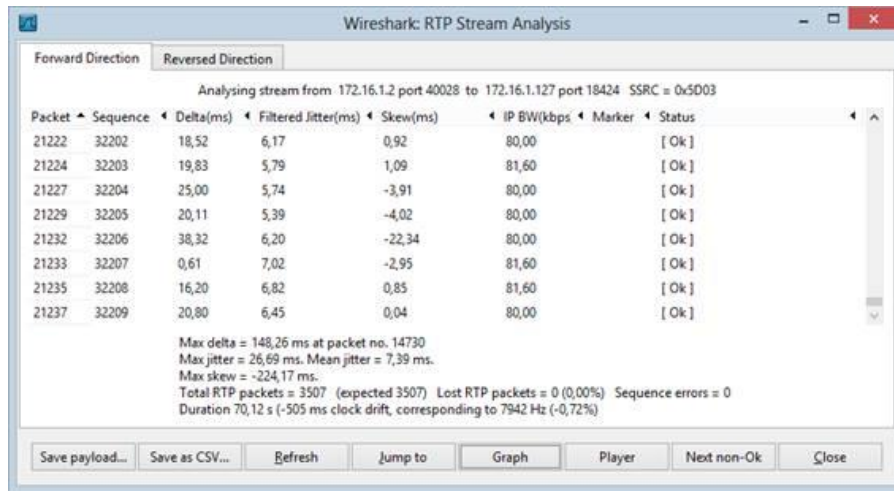 Wireshark: RTP Stream Analysis
Forward Direction Reversed Direction
Analysing stream from 172.16.1.2 port 40028 to 172.16.1.127 port 18424 SSRC = 0x5D03
Packet Sequence Delta(ms) Filtered Jitter(ms) Skew(ms) IP BW(kbps Marker Status
21222 32202 18,52 6,17 0,92 80,00 [ Ok ]
21224 32203 19,83 5,79 1,09 81,60 [ Ok ]
21227 32204 25,00 5,74 -3,91 80,00 [ Ok ]
21229 32205 20,11 5,39 -4,02 80,00 [ Ok ]
21232 32206 38,32 6,20 -22,34 80,00 [ Ok ]
21233 32207 0,61 7,02 -2,95 81,60 [ Ok ]
21235 32208 16,20 6,82 0,85 81,60 [ Ok ]
21237 32209 20,80 6,45 0,04 80,00 [ Ok ]
Max delta = 148,26 ms at packet no. 14730
Max jitter = 26,69 ms. Mean jitter = 7,39 ms.
Max skew = -224,17 ms.
Total RTP packets = 3507 (expected 3507) Lost RTP packets = 0 (0,00%) Sequence errors = 0
Duration 70,12 s (-505 ms clock drift, corresponding to 7942 Hz (-0,72%)
Save payload... Save as CSV... Refresh Jump to Graph Player Next non-Ok Close